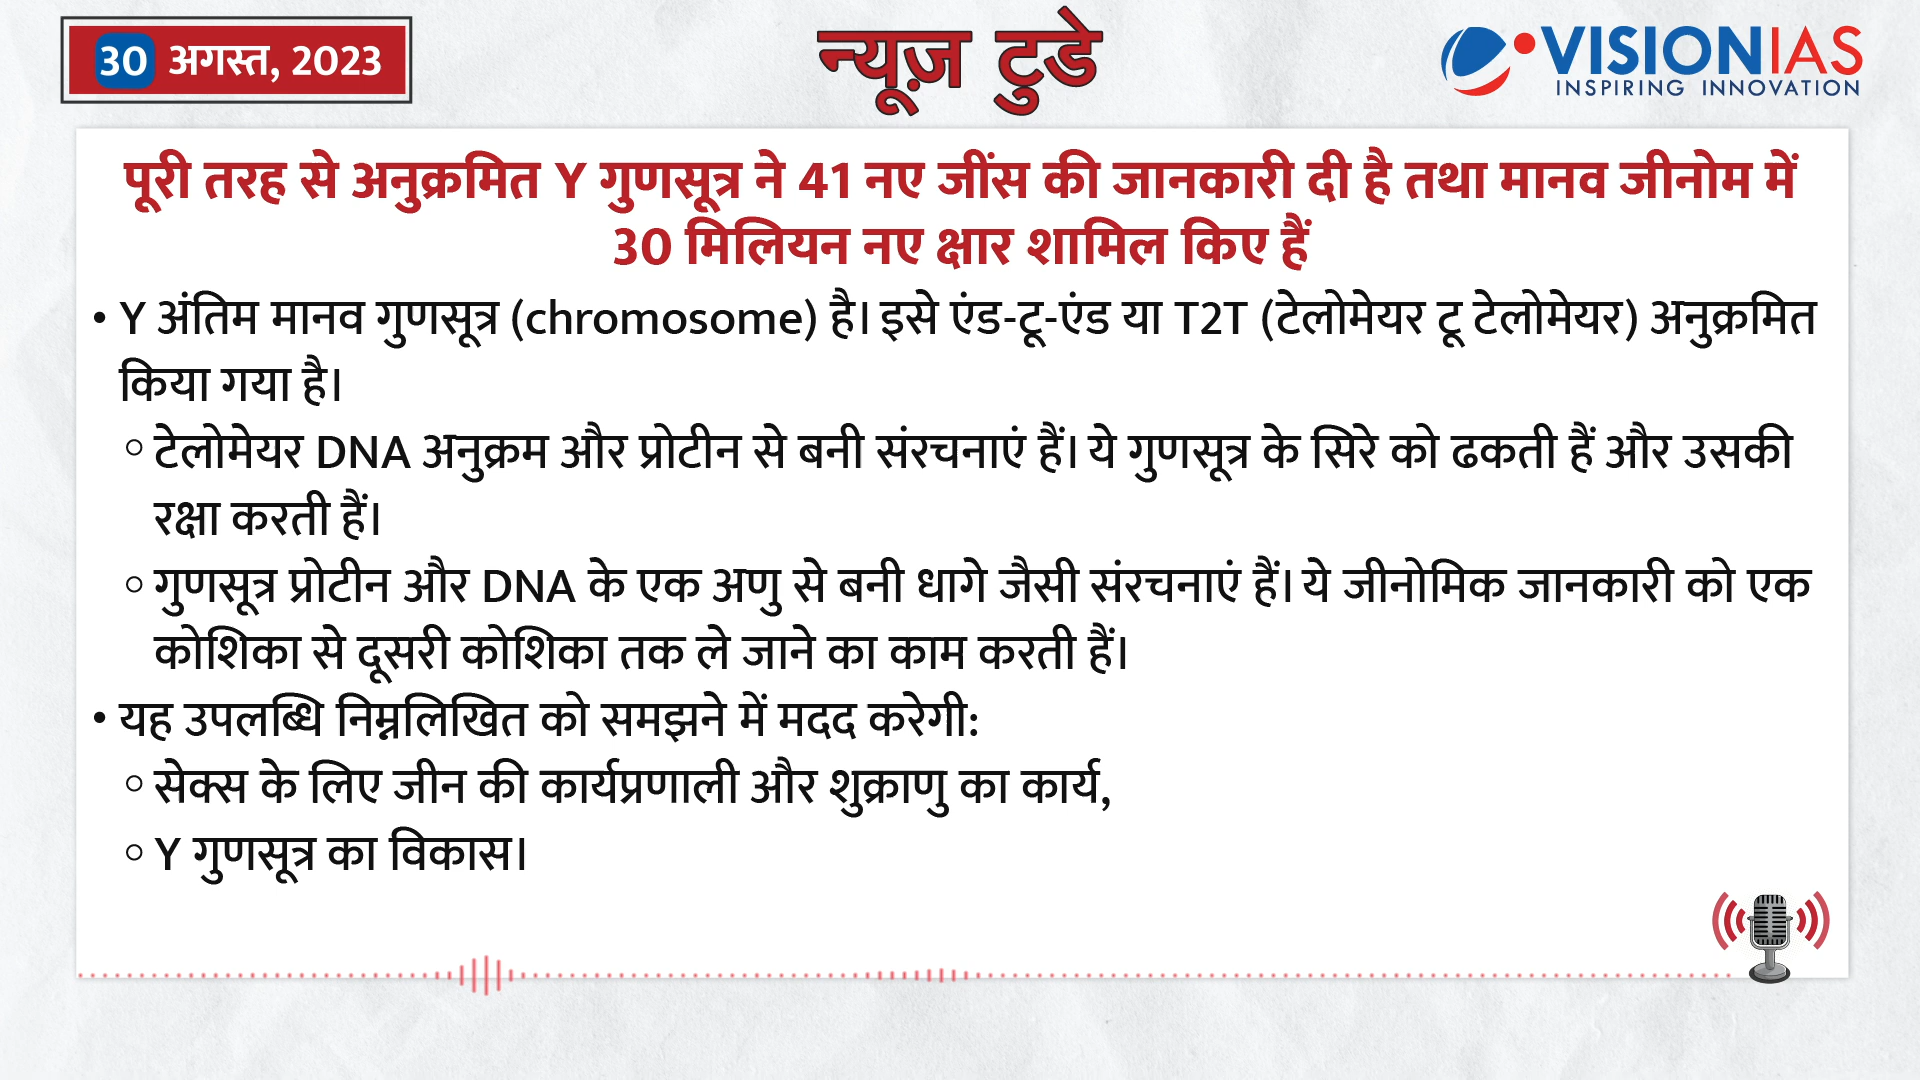 30 अगस्त, 2023
न्यूज़ टुडे
VISIONIAS
INSPIRING INNOVATION
पूरी तरह से अनुक्रमित Y गुणसूत्र ने 41 नए जींस की जानकारी दी है तथा मानव जीनोम में
30 मिलियन नए क्षार शामिल किए हैं
• Y अंतिम मानव गुणसूत्र (chromosome) है। इसे एंड-टू-एंड या T2T (टेलोमेयर टू टेलोमेयर) अनुक्रमित
किया गया है।
○ टेलोमेयर DNA अनुक्रम और प्रोटीन से बनी संरचनाएं हैं। ये गुणसूत्र के सिरे को ढकती हैं और उसकी
रक्षा करती हैं।
○ गुणसूत्र प्रोटीन और DNA के एक अणु से बनी धागे जैसी संरचनाएं हैं। ये जीनोमिक जानकारी को एक
कोशिका से दूसरी कोशिका तक ले जाने का काम करती हैं।
• यह उपलब्धि निम्नलिखित को समझने में मदद करेगी:
○ सेक्स के लिए जीन की कार्यप्रणाली और शुक्राणु का कार्य,
○ Y गुणसूत्र का विकास।